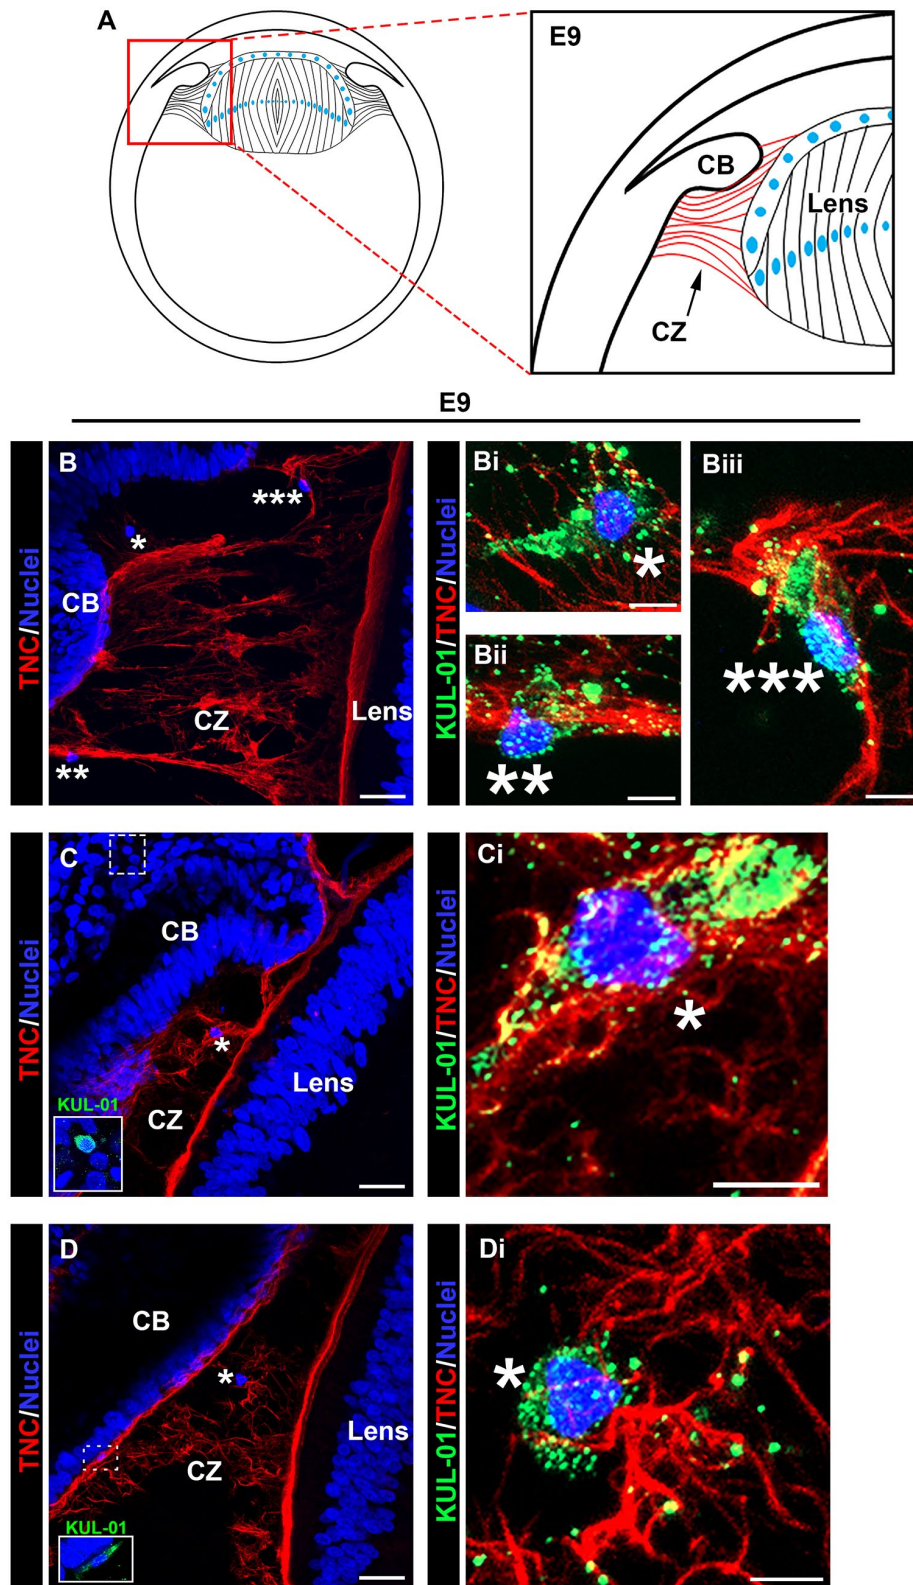 A
E9
CB
Lens
CZ
E9
TNC/Nuclei
B
***
*
CB
CZ
Lens
**
KUL-01/TNC/Nuclei
Bi
*
Bii
**
Biii
***
TNC/Nuclei
C
CB
*
Lens
CZ
KUL-01
KUL-01/TNC/Nuclei
Ci
*
TNC/Nuclei
D
CB
*
Lens
CZ
KUL-01
KUL-01/TNC/Nuclei
Di
*